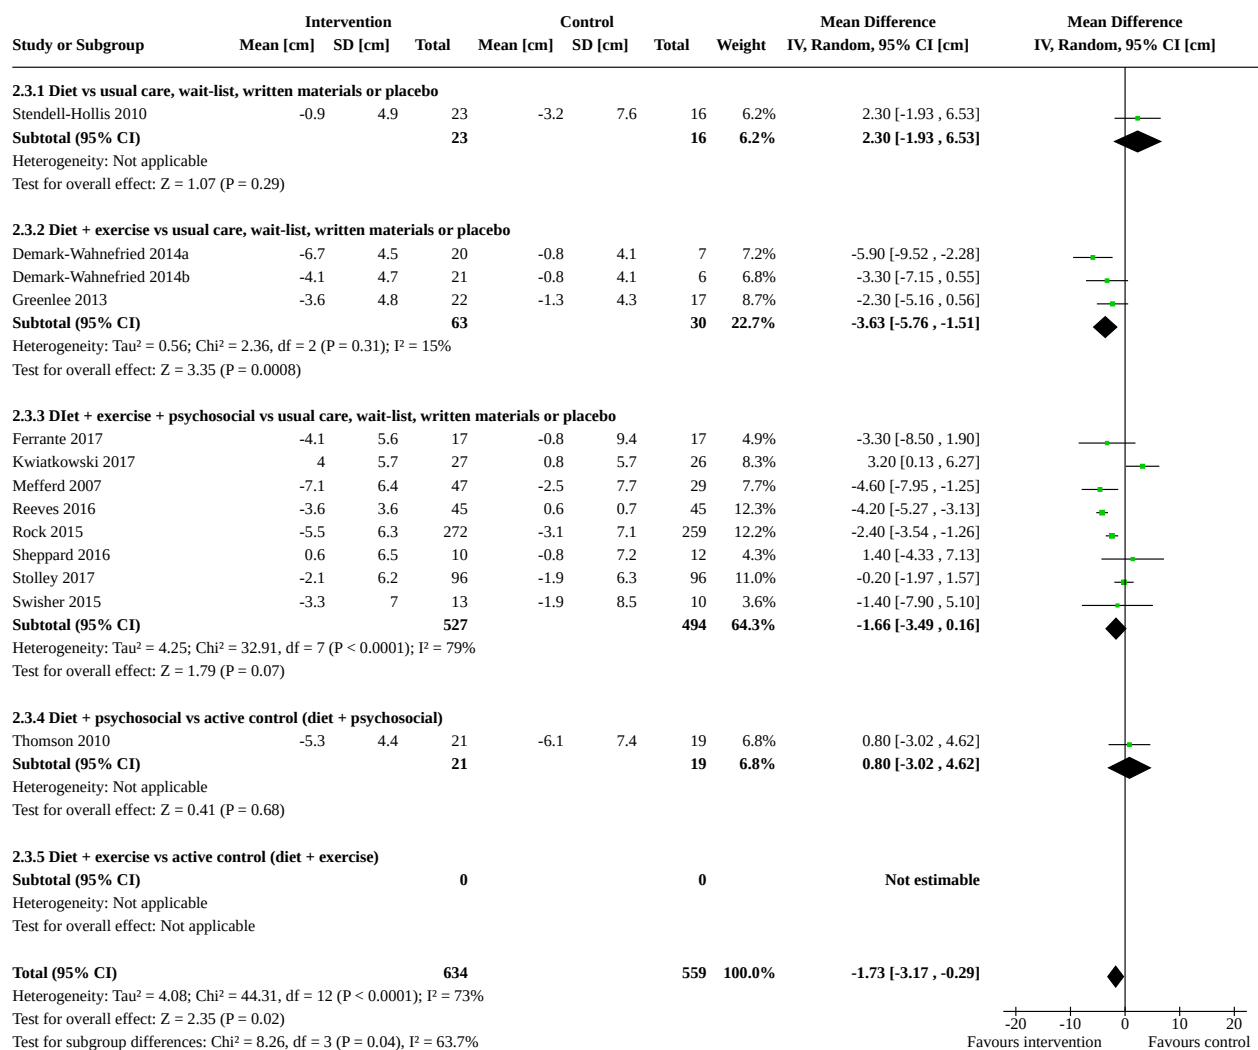 Intervention Control Mean Difference Mean Difference
Study or Subgroup Mean [cm] SD [cm] Total Mean [cm] SD [cm] Total Weight IV, Random, 95% CI [cm] IV, Random, 95% CI [cm]
2.3.1 Diet vs usual care, wait-list, written materials or placebo
Stendell-Hollis 2010 -0.9 4.9 23 -3.2 7.6 16 6.2% 2.30 [-1.93 , 6.53]
Subtotal (95% CI) 23 16 6.2% 2.30 [-1.93 , 6.53]
Heterogeneity: Not applicable
Test for overall effect: Z = 1.07 (P = 0.29)
2.3.2 Diet + exercise vs usual care, wait-list, written materials or placebo
Demark-Wahnefried 2014a -6.7 4.5 20 -0.8 4.1 7 7.2% -5.90 [-9.52 , -2.28]
Demark-Wahnefried 2014b -4.1 4.7 21 -0.8 4.1 6 6.8% -3.30 [-7.15 , 0.55]
Greenlee 2013 -3.6 4.8 22 -1.3 4.3 17 8.7% -2.30 [-5.16 , 0.56]
Subtotal (95% CI) 63 30 22.7% -3.63 [-5.76 , -1.51]
Heterogeneity: Tau² = 0.56; Chi² = 2.36, df = 2 (P = 0.31); I² = 15%
Test for overall effect: Z = 3.35 (P = 0.0008)
2.3.3 DIet + exercise + psychosocial vs usual care, wait-list, written materials or placebo
Ferrante 2017 -4.1 5.6 17 -0.8 9.4 17 4.9% -3.30 [-8.50 , 1.90]
Kwiatkowski 2017 4 5.7 27 0.8 5.7 26 8.3% 3.20 [0.13 , 6.27]
Mefferd 2007 -7.1 6.4 47 -2.5 7.7 29 7.7% -4.60 [-7.95 , -1.25]
Reeves 2016 -3.6 3.6 45 0.6 0.7 45 12.3% -4.20 [-5.27 , -3.13]
Rock 2015 -5.5 6.3 272 -3.1 7.1 259 12.2% -2.40 [-3.54 , -1.26]
Sheppard 2016 0.6 6.5 10 -0.8 7.2 12 4.3% 1.40 [-4.33 , 7.13]
Stolley 2017 -2.1 6.2 96 -1.9 6.3 96 11.0% -0.20 [-1.97 , 1.57]
Swisher 2015 -3.3 7 13 -1.9 8.5 10 3.6% -1.40 [-7.90 , 5.10]
Subtotal (95% CI) 527 494 64.3% -1.66 [-3.49 , 0.16]
Heterogeneity: Tau² = 4.25; Chi² = 32.91, df = 7 (P < 0.0001); I² = 79%
Test for overall effect: Z = 1.79 (P = 0.07)
2.3.4 Diet + psychosocial vs active control (diet + psychosocial)
Thomson 2010 -5.3 4.4 21 -6.1 7.4 19 6.8% 0.80 [-3.02 , 4.62]
Subtotal (95% CI) 21 19 6.8% 0.80 [-3.02 , 4.62]
Heterogeneity: Not applicable
Test for overall effect: Z = 0.41 (P = 0.68)
2.3.5 Diet + exercise vs active control (diet + exercise)
Subtotal (95% CI) 0 0 Not estimable
Heterogeneity: Not applicable
Test for overall effect: Not applicable
Total (95% CI) 634 559 100.0% -1.73 [-3.17 , -0.29]
Heterogeneity: Tau² = 4.08; Chi² = 44.31, df = 12 (P < 0.0001); I² = 73%
Test for overall effect: Z = 2.35 (P = 0.02) -20 -10 0 10 20
Test for subgroup differences: Chi² = 8.26, df = 3 (P = 0.04), I² = 63.7% Favours intervention Favours control